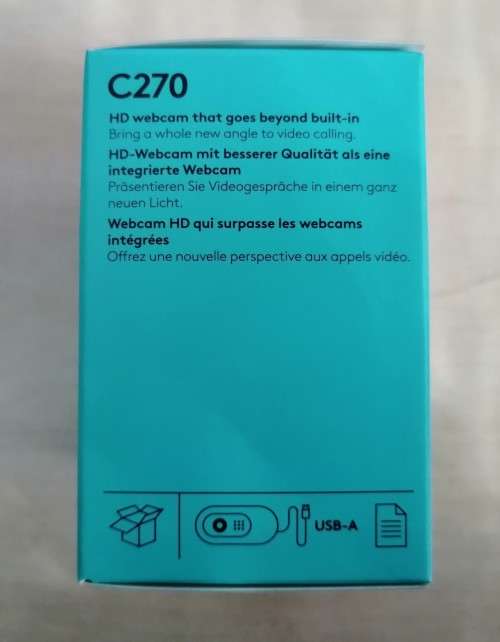 C270
HD webcam that goes beyond built-in
Bring a whole new angle to video calling.
HD-Webcam mit besserer Qualität als eine
integrierte Webcam
Präsentieren Sie Videogespräche in einem ganz
neuen Licht.
Webcam HD qui surpasse les webcams
intégrées
Offrez une nouvelle perspective aux appels vidéo.
USB-A